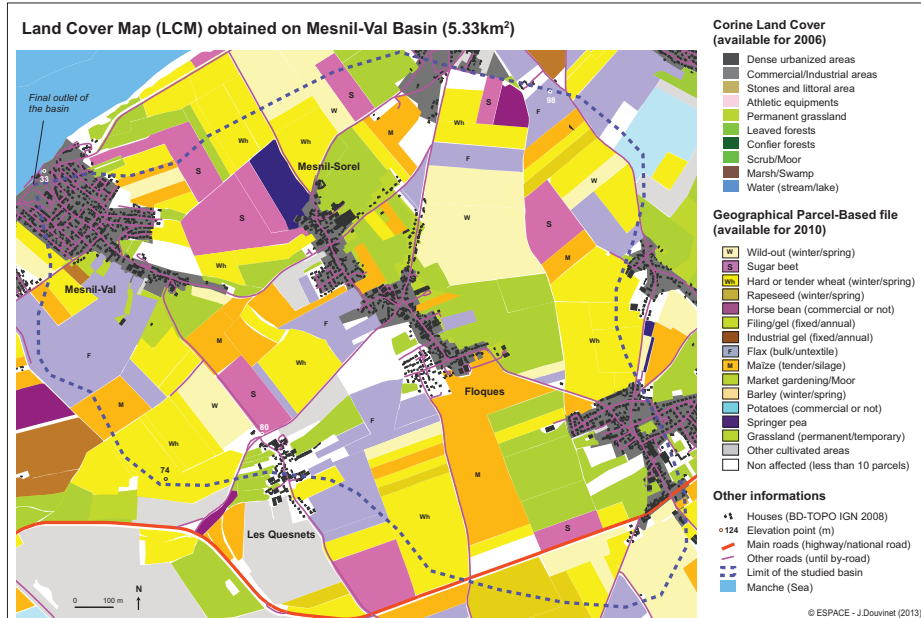 Land Cover Map (LCM) obtained on Mesnil-Val Basin (5.33km²)
Final outlet of
the basin
33
98
80
74
Mesnil-Sorel
Mesnil-Val
Floques
Les Quesnets
Wh
S
Wh
M
Wh
S
F
S
F
W
S
W
S
Wh
M
F
M
Wh
Wh
W
S
M
F
Wh
M
Wh
S
0 100 m
N
Corine Land Cover
(available for 2006)
Dense urbanized areas
Commercial/Industrial areas
Stones and littoral area
Athletic equipments
Permanent grassland
Leaved forests
Confier forests
Scrub/Moor
Marsh/Swamp
Water (stream/lake)
Geographical Parcel-Based file
(available for 2010)
W Wild-out (winter/spring)
S Sugar beet
Wh Hard or tender wheat (winter/spring)
Rapeseed (winter/spring)
Horse bean (commercial or not)
Filing/gel (fixed/annual)
Industrial gel (fixed/annual)
F Flax (bulk/untextile)
M Maïze (tender/silage)
Market gardening/Moor
Barley (winter/spring)
Potatoes (commercial or not)
Springer pea
Grassland (permanent/temporary)
Other cultivated areas
Non affected (less than 10 parcels)
Other informations
Houses (BD-TOPO IGN 2008)
124 Elevation point (m)
Main roads (highway/national road)
Other roads (until by-road)
Limit of the studied basin
Manche (Sea)
© ESPACE - J.Douvinet (2013)